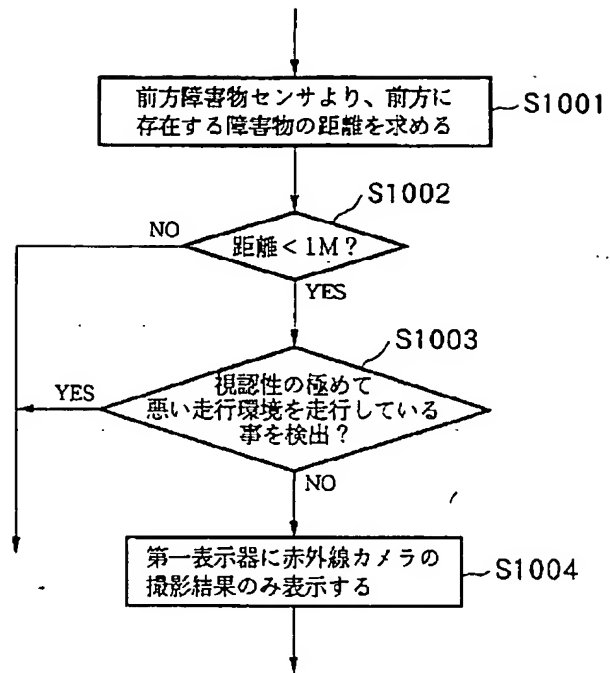 前方障害物センサより、前方に
存在する障害物の距離を求める
S1001
S1002
NO
距離<1M?
YES
S1003
YES
視認性の極めて
悪い走行環境を走行している
事を検出?
NO
第一表示器に赤外線カメラの
撮影結果のみ表示する
S1004